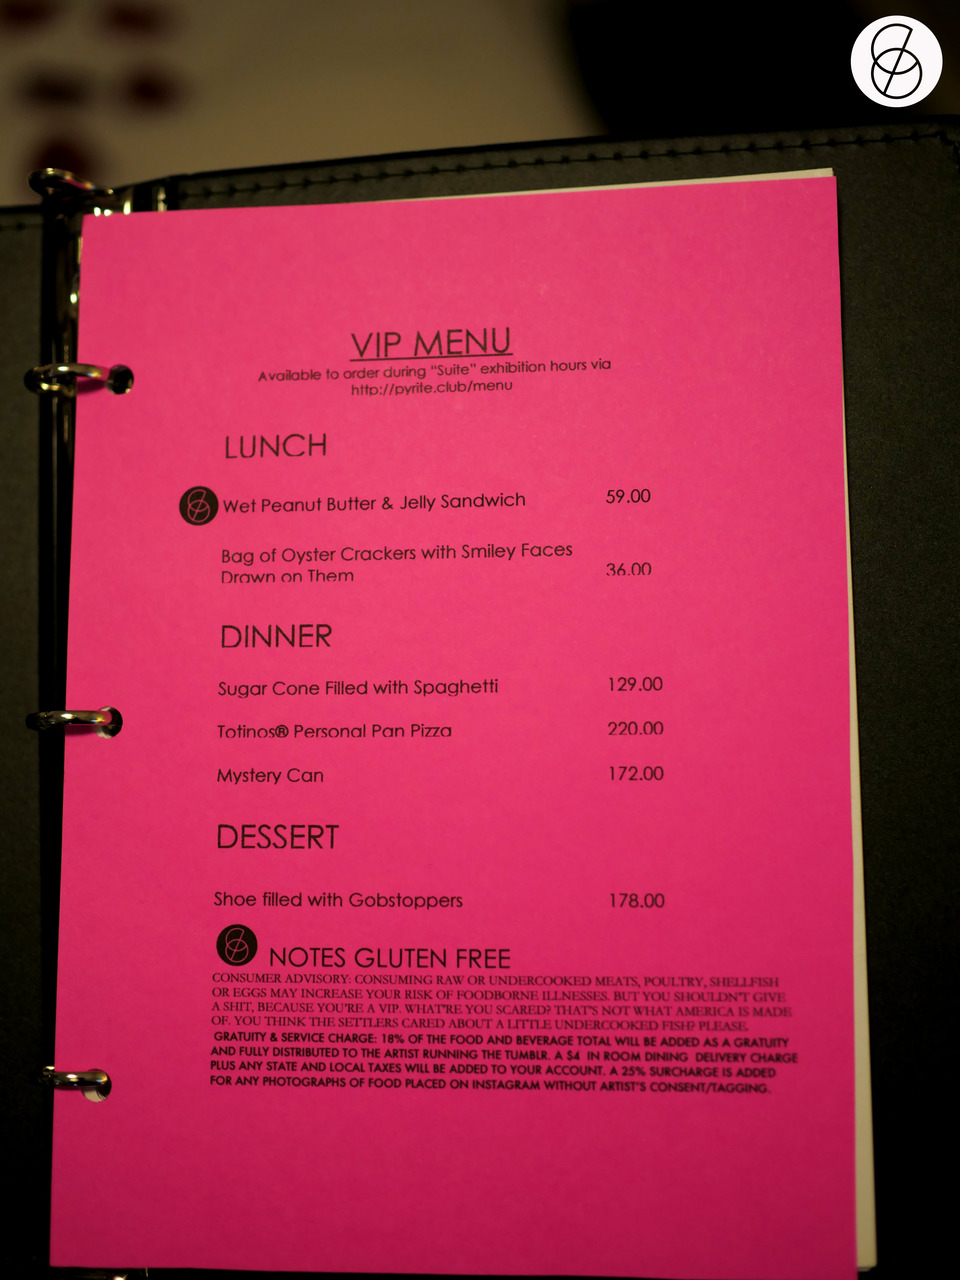 VIP MENU
Available to order during "Suite" exhibition hours via
http://pyrite.club/menu
LUNCH
Wet Peanut Butter & Jelly Sandwich 59.00
Bag of Oyster Crackers with Smiley Faces
Drawn on Them 36.00
DINNER
Sugar Cone Filled with Spaghetti 129.00
Totinos® Personal Pan Pizza 220.00
Mystery Can 172.00
DESSERT
Shoe filled with Gobstoppers 178.00
NOTES GLUTEN FREE
CONSUMER ADVISORY: CONSUMING RAW OR UNDERCOOKED MEATS, POULTRY, SHELLFISH
OR EGGS MAY INCREASE YOUR RISK OF FOODBORNE ILLNESSES. BUT YOU SHOULDN'T GIVE
A SHIT, BECAUSE YOU'RE A VIP. WHAT'RE YOU SCARED? THAT'S NOT WHAT AMERICA IS MADE
OF. YOU THINK THE SETTLERS CARED ABOUT A LITTLE UNDERCOOKED FISH? PLEASE.
GRATUITY & SERVICE CHARGE: 18% OF THE FOOD AND BEVERAGE TOTAL WILL BE ADDED AS A GRATUITY
AND FULLY DISTRIBUTED TO THE ARTIST RUNNING THE TUMBLR. A $4 IN ROOM DINING DELIVERY CHARGE
PLUS ANY STATE AND LOCAL TAXES WILL BE ADDED TO YOUR ACCOUNT. A 25% SURCHARGE IS ADDED
FOR ANY PHOTOGRAPHS OF FOOD PLACED ON INSTAGRAM WITHOUT ARTIST'S CONSENT/TAGGING.